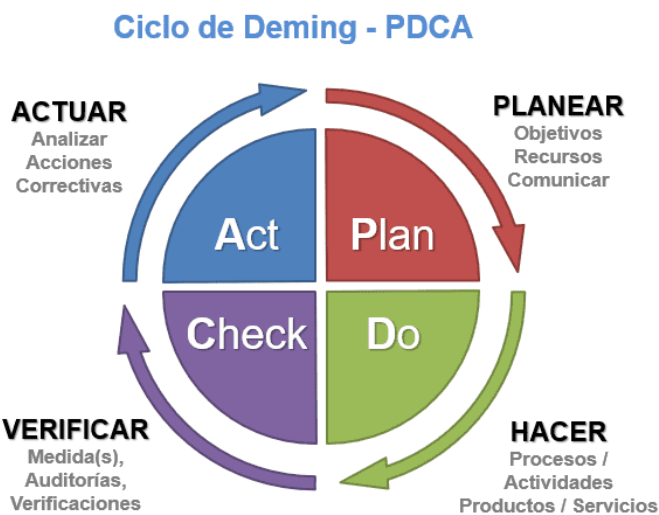 Ciclo de Deming - PDCA
ACTUAR
Analizar
Acciones
Correctivas
PLANEAR
Objetivos
Recursos
Comunicar
Act
Plan
Check
Do
VERIFICAR
Medida(s),
Auditorías,
Verificaciones
HACER
Procesos /
Actividades
Productos / Servicios